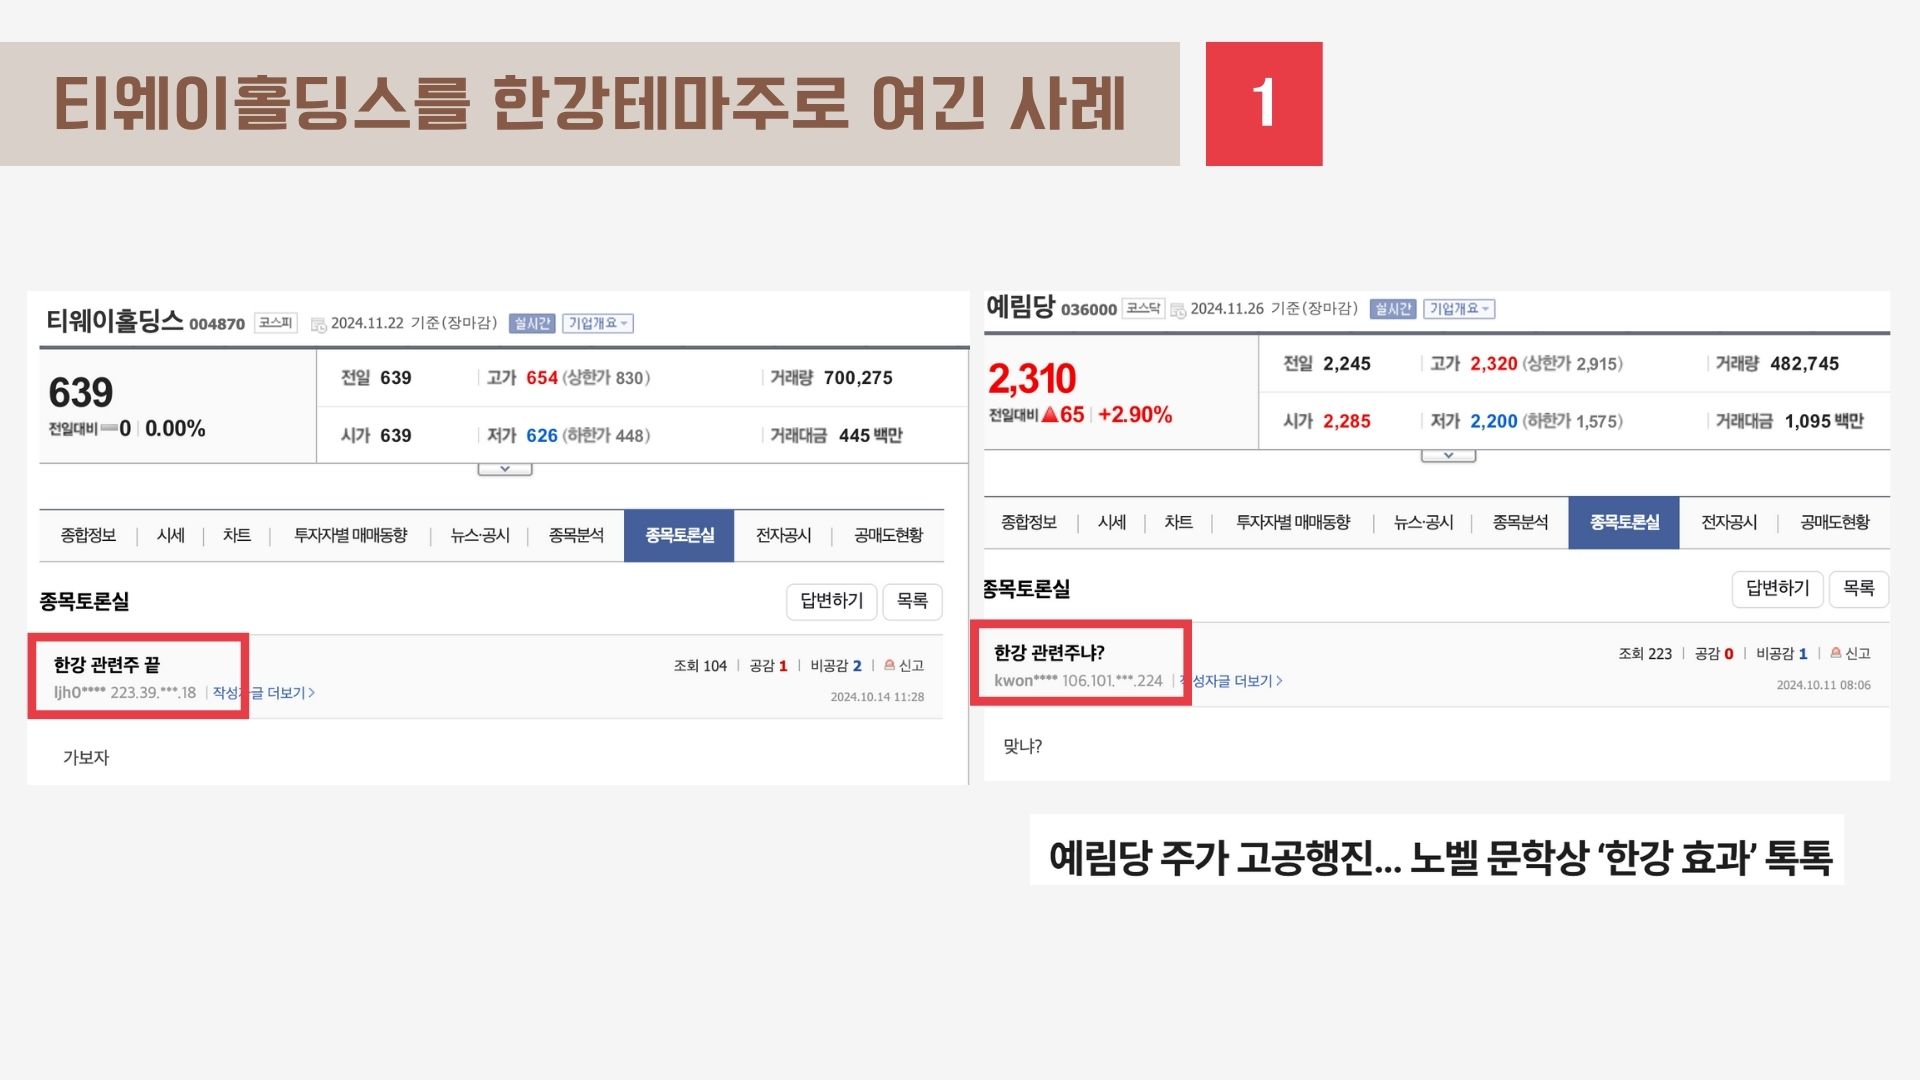 티웨이홀딩스를 한강테마주로 여긴 사례
1
티웨이홀딩스 004870 코스피 2024.11.22 기준(장마감) 실시간 기업개요
639
전일대비 0 0.00%
전일 639 고가 654 (상한가 830) 거래량 700,275
시가 639 저가 626 (하한가 448) 거래대금 445 백만
종합정보 시세 차트 투자자별 매매동향 뉴스·공시 종목분석 종목토론실 전자공시 공매도현황
종목토론실 답변하기 목록
한강 관련주 끝 조회 104 공감 1 비공감 2 신고
ljh0**** 223.39.***.18 작성자글 더보기 2024.10.14 11:28
가보자
예림당 036000 코스닥 2024.11.26 기준(장마감) 실시간 기업개요
2,310
전일대비 ▲65 +2.90%
전일 2,245 고가 2,320 (상한가 2,915) 거래량 482,745
시가 2,285 저가 2,200 (하한가 1,575) 거래대금 1,095 백만
종합정보 시세 차트 투자자별 매매동향 뉴스·공시 종목분석 종목토론실 전자공시 공매도현황
종목토론실 답변하기 목록
한강 관련주냐? 조회 223 공감 0 비공감 1 신고
kwon**** 106.101.***.224 작성자글 더보기 2024.10.11 08:06
맞냐?
예림당 주가 고공행진... 노벨 문학상 ‘한강 효과’ 톡톡